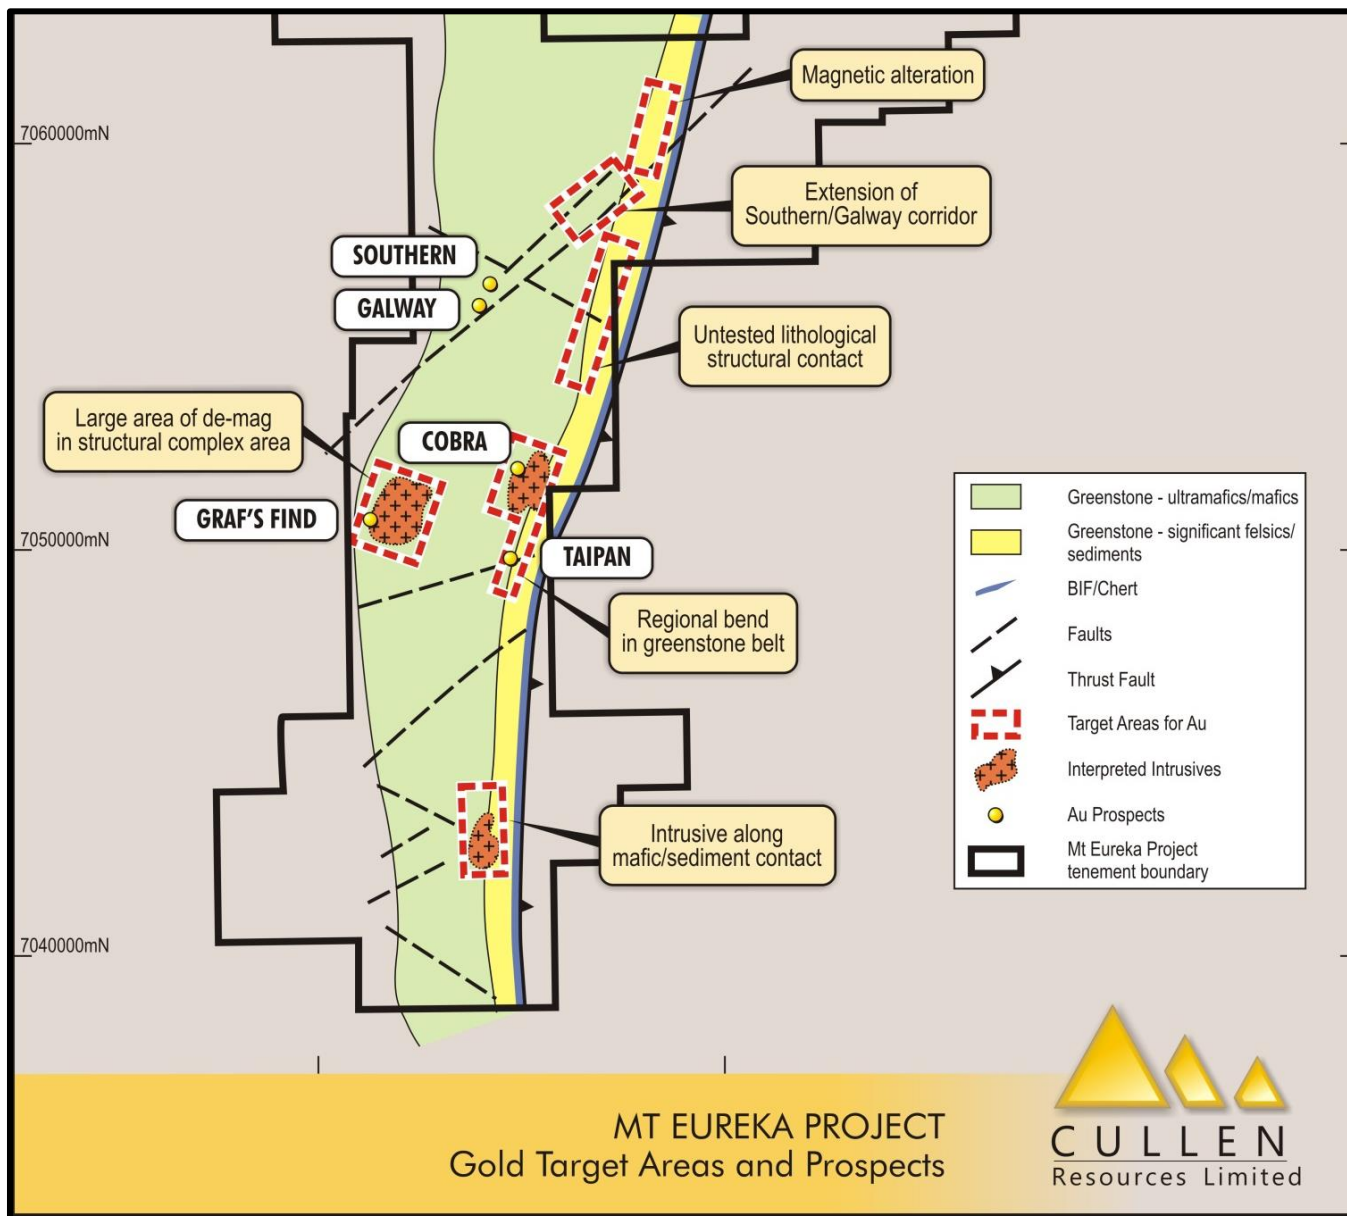 Magnetic alteration
7060000mN
Extension of
Southern/Galway corridor
SOUTHERN
GALWAY
Untested lithological
structural contact
Large area of de-mag
in structural complex area
COBRA
GRAF'S FIND
7050000mN
TAIPAN
Regional bend
in greenstone belt
Intrusive along
mafic/sediment contact
7040000mN
Greenstone - ultramafics/mafics
Greenstone - significant felsics/
sediments
BIF/Chert
Faults
Thrust Fault
Target Areas for Au
Interpreted Intrusives
Au Prospects
Mt Eureka Project
tenement boundary
MT EUREKA PROJECT
Gold Target Areas and Prospects
CULLEN
Resources Limited